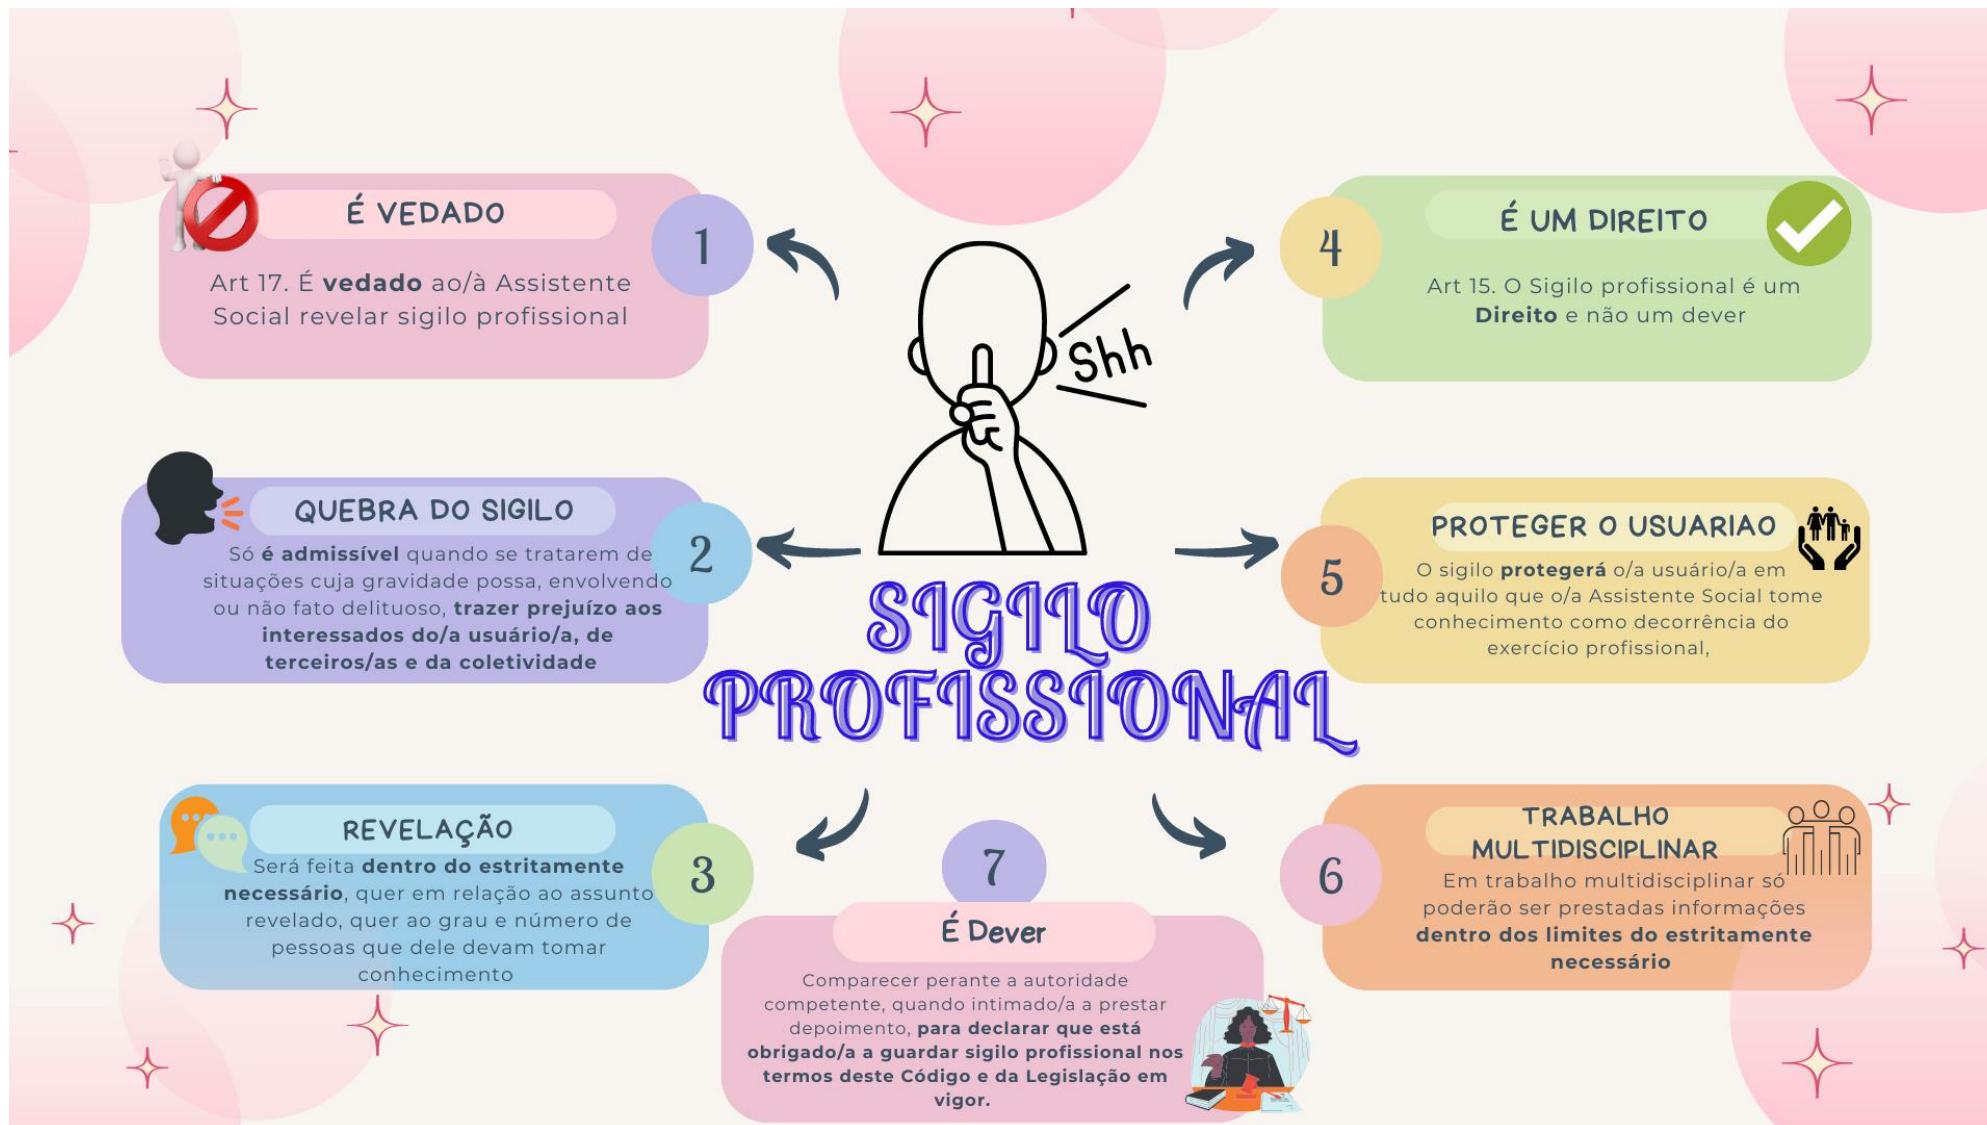 É VEDADO
1
Art 17. É vedado ao/à Assistente
Social revelar sigilo profissional
QUEBRA DO SIGILO
2
Só é admissível quando se tratarem de
situações cuja gravidade possa, envolvendo
ou não fato delituoso, trazer prejuízo aos
interessados do/a usuário/a, de
terceiros/as e da coletividade
REVELAÇÃO
3
Será feita dentro do estritamente
necessário, quer em relação ao assunto
revelado, quer ao grau e número de
pessoas que dele devam tomar
conhecimento
Shh
SIGILO
PROFISSIONAL
É UM DIREITO
4
Art 15. O Sigilo profissional é um
Direito e não um dever
PROTEGER O USUARIAO
5
O sigilo protegerá o/a usuário/a em
tudo aquilo que o/a Assistente Social tome
conhecimento como decorrência do
exercício profissional,
TRABALHO
MULTIDISCIPLINAR
6
Em trabalho multidisciplinar só
poderão ser prestadas informações
dentro dos limites do estritamente
necessário
7
É Dever
Comparecer perante a autoridade
competente, quando intimado/a a prestar
depoimento, para declarar que está
obrigado/a a guardar sigilo profissional nos
termos deste Código e da Legislação em
vigor.